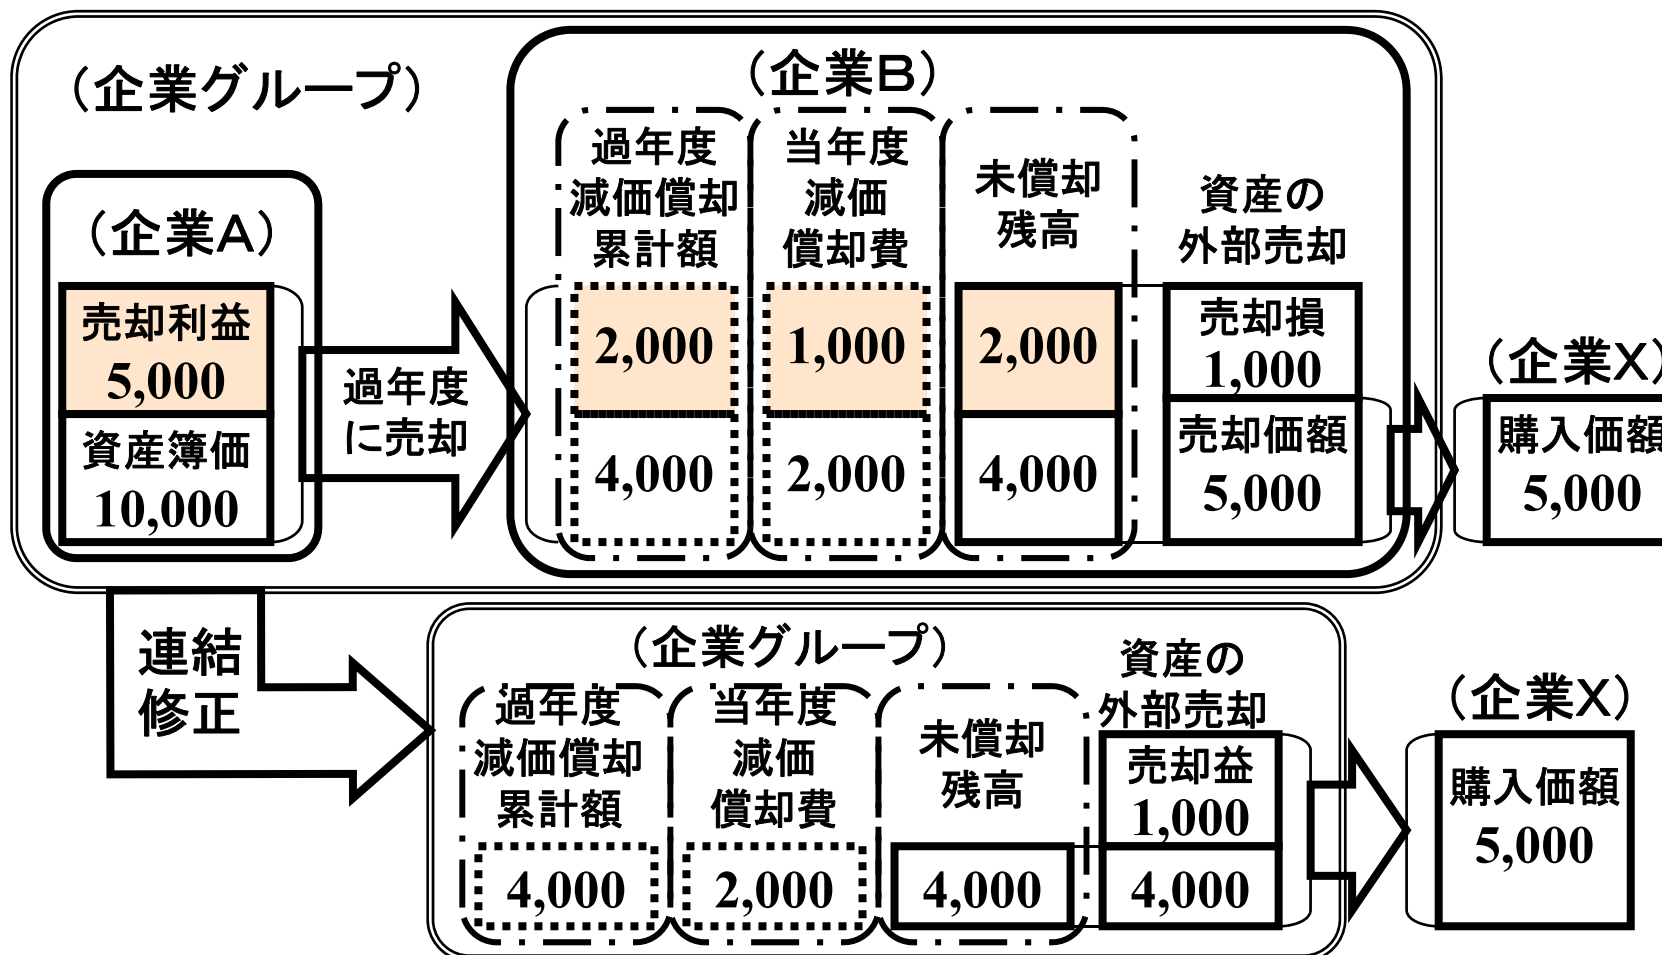 （企業グループ）
（企業A）
売却利益
5,000
資産簿価
10,000
過年度
に売却
（企業B）
過年度
減価償却
累計額
2,000
4,000
当年度
減価
償却費
1,000
2,000
未償却
残高
2,000
4,000
資産の
外部売却
売却損
1,000
売却価額
5,000
（企業X）
購入価額
5,000
連結
修正
（企業グループ）
過年度
減価償却
累計額
4,000
当年度
減価
償却費
2,000
未償却
残高
4,000
資産の
外部売却
売却益
1,000
4,000
（企業X）
購入価額
5,000